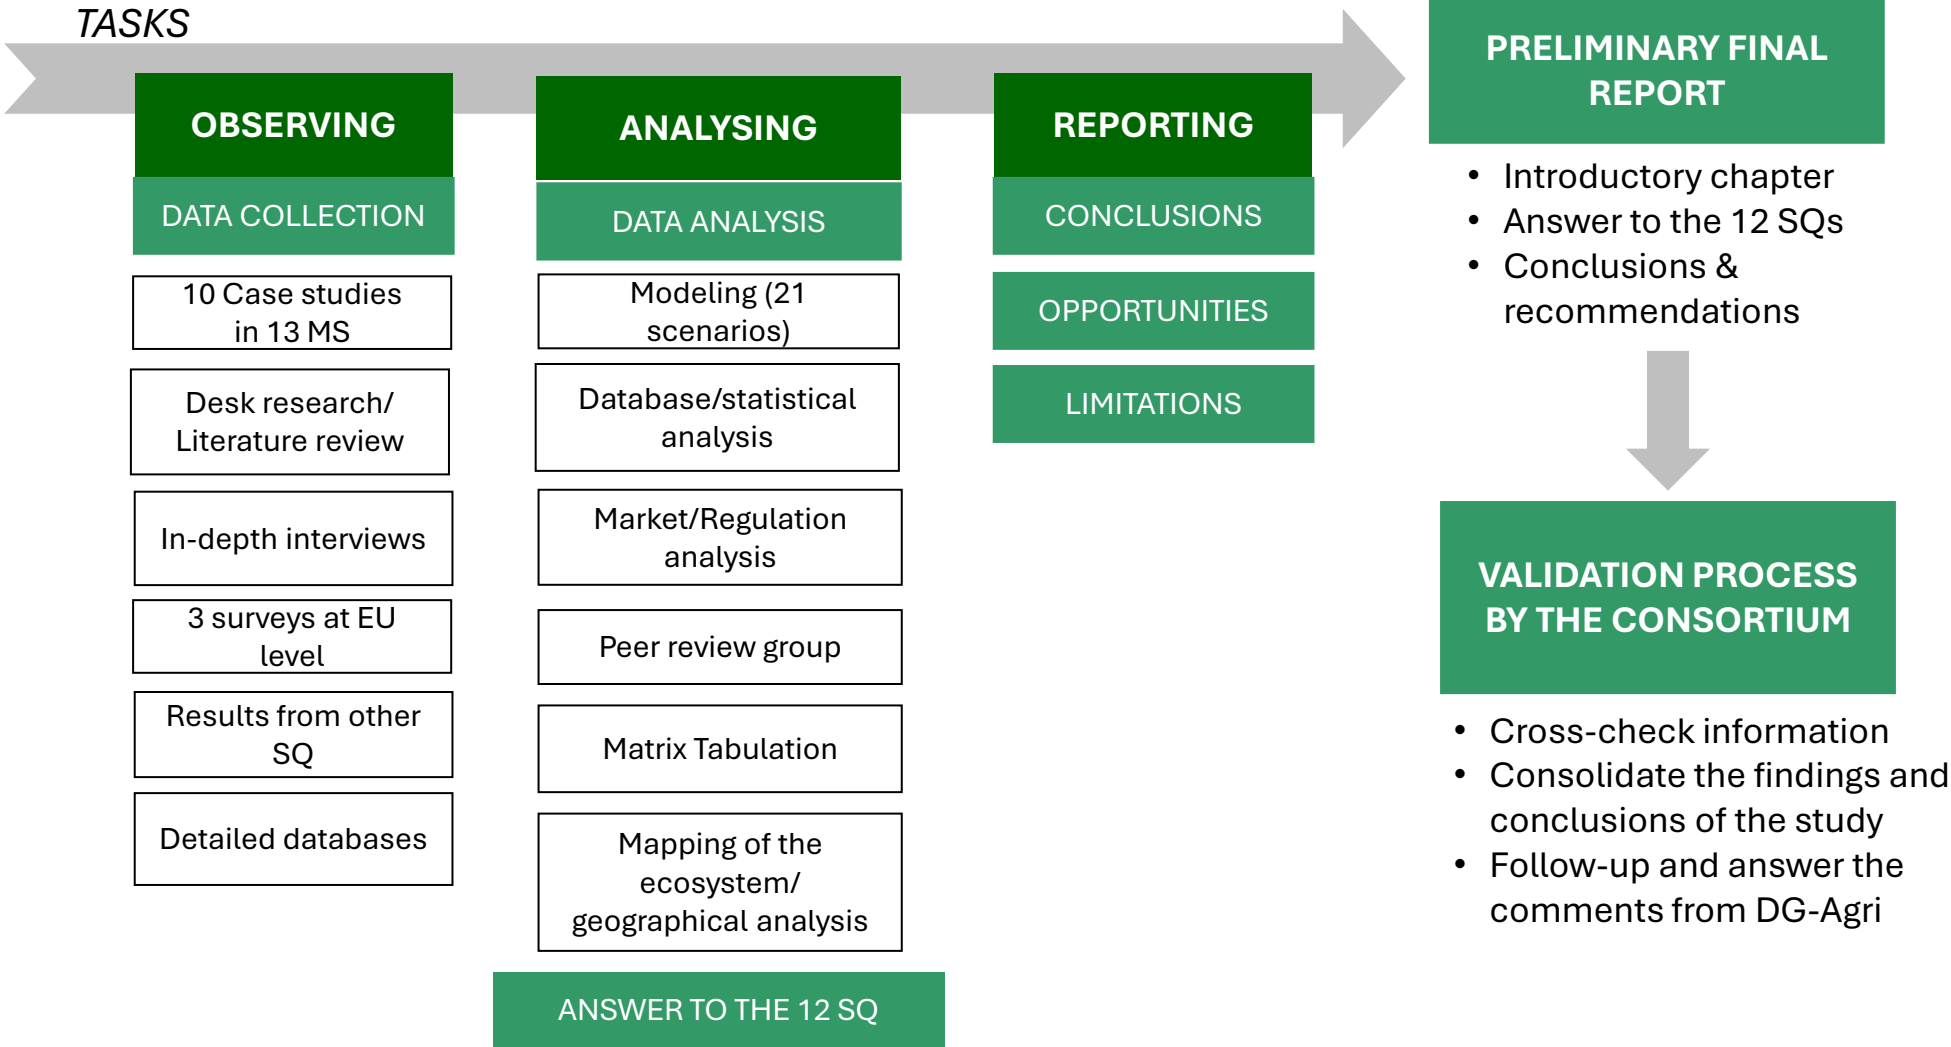 TASKS
OBSERVING
DATA COLLECTION
10 Case studies
in 13 MS
Desk research/
Literature review
In-depth interviews
3 surveys at EU
level
Results from other
SQ
Detailed databases
ANALYSING
DATA ANALYSIS
Modeling (21
scenarios)
Database/statistical
analysis
Market/Regulation
analysis
Peer review group
Matrix Tabulation
Mapping of the
ecosystem/
geographical analysis
ANSWER TO THE 12 SQ
REPORTING
CONCLUSIONS
OPPORTUNITIES
LIMITATIONS
PRELIMINARY FINAL
REPORT
• Introductory chapter
• Answer to the 12 SQs
• Conclusions &
recommendations
VALIDATION PROCESS
BY THE CONSORTIUM
• Cross-check information
• Consolidate the findings and
conclusions of the study
• Follow-up and answer the
comments from DG-Agri